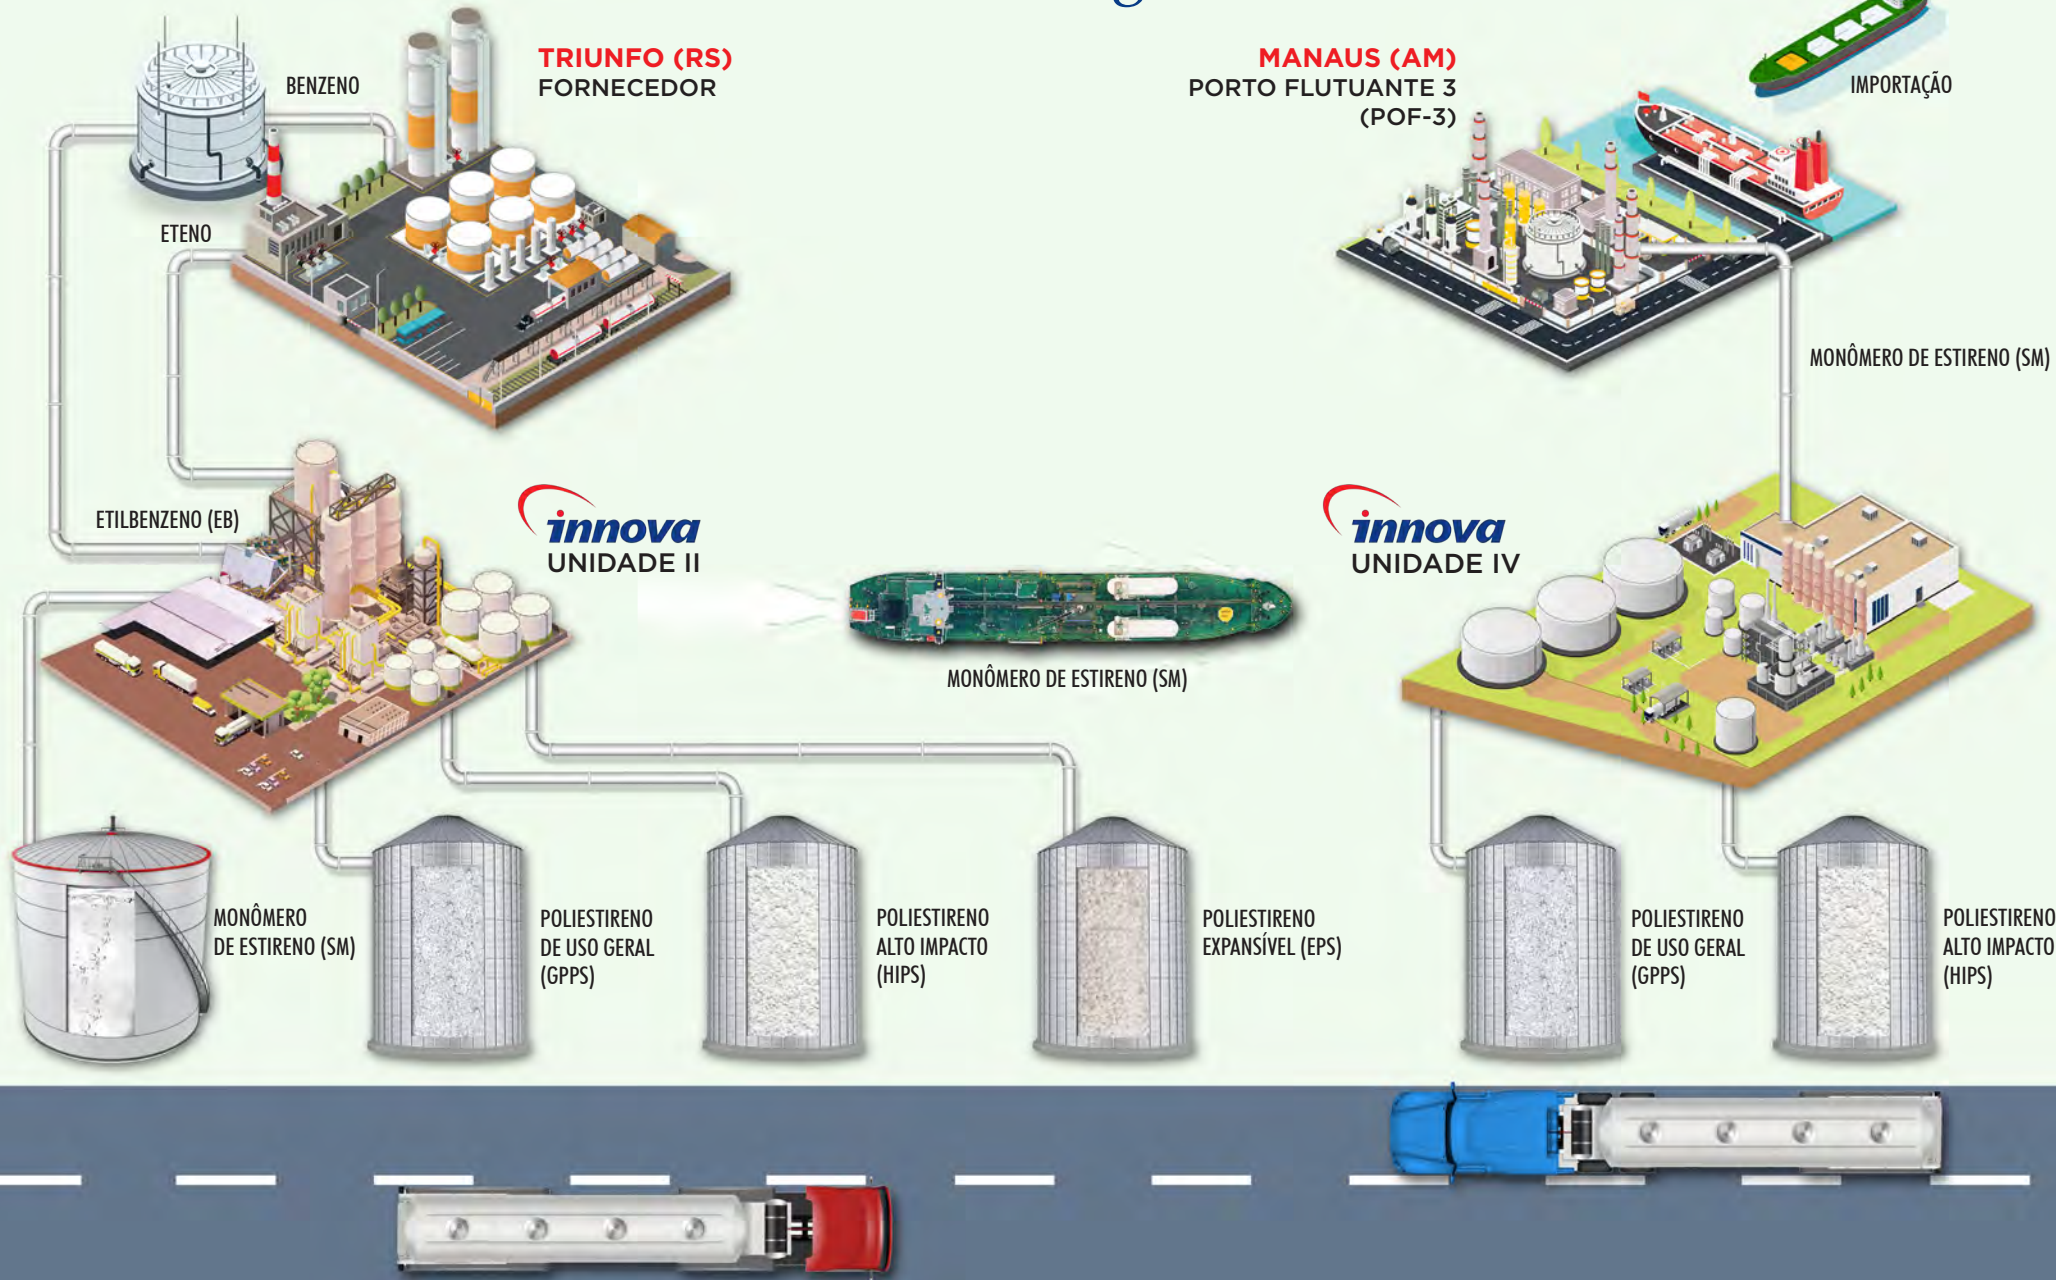 TRIUNFO (RS)
FORNECEDOR
BENZENO
ETENO
ETILBENZENO (EB)
innova
UNIDADE II
MONÔMERO
DE ESTIRENO (SM)
POLIESTIRENO
DE USO GERAL
(GPPS)
POLIESTIRENO
ALTO IMPACTO
(HIPS)
POLIESTIRENO
EXPANSÍVEL (EPS)
MONÔMERO DE ESTIRENO (SM)
MANAUS (AM)
PORTO FLUTUANTE 3
(POF-3)
IMPORTAÇÃO
MONÔMERO DE ESTIRENO (SM)
innova
UNIDADE IV
POLIESTIRENO
DE USO GERAL
(GPPS)
POLIESTIRENO
ALTO IMPACTO
(HIPS)